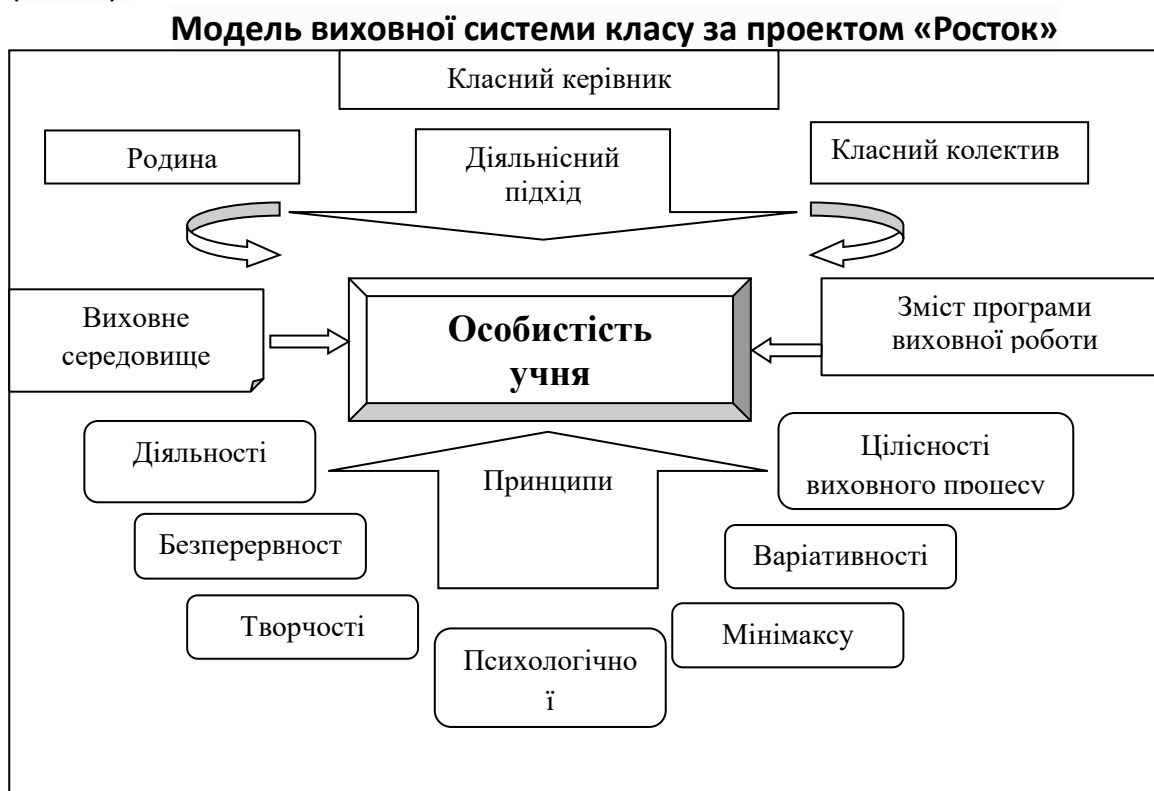 Модель виховної системи класу за проектом «Росток»
Класний керівник
Родина
Діяльнісний
підхід
Класний колектив
Виховне
середовище
Особистість
учня
Зміст програми
виховної роботи
Діяльності
Принципи
Цілісності
виховного процесу
Безперервност
Варіативності
Творчості
Мінімаксу
Психологічно
ї